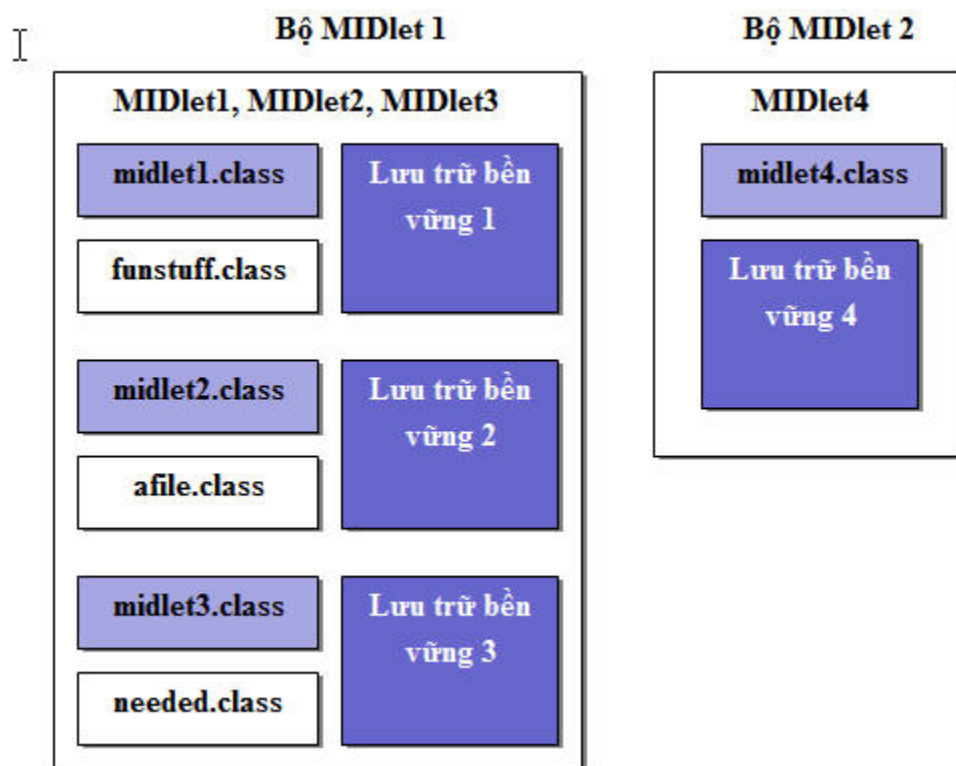 Bộ MIDlet 1
MIDlet1, MIDlet2, MIDlet3
midlet1.class
Lưu trữ bền
vững 1
funstuff.class
midlet2.class
Lưu trữ bền
vững 2
afile.class
midlet3.class
Lưu trữ bền
vững 3
needed.class
Bộ MIDlet 2
MIDlet4
midlet4.class
Lưu trữ bền
vững 4